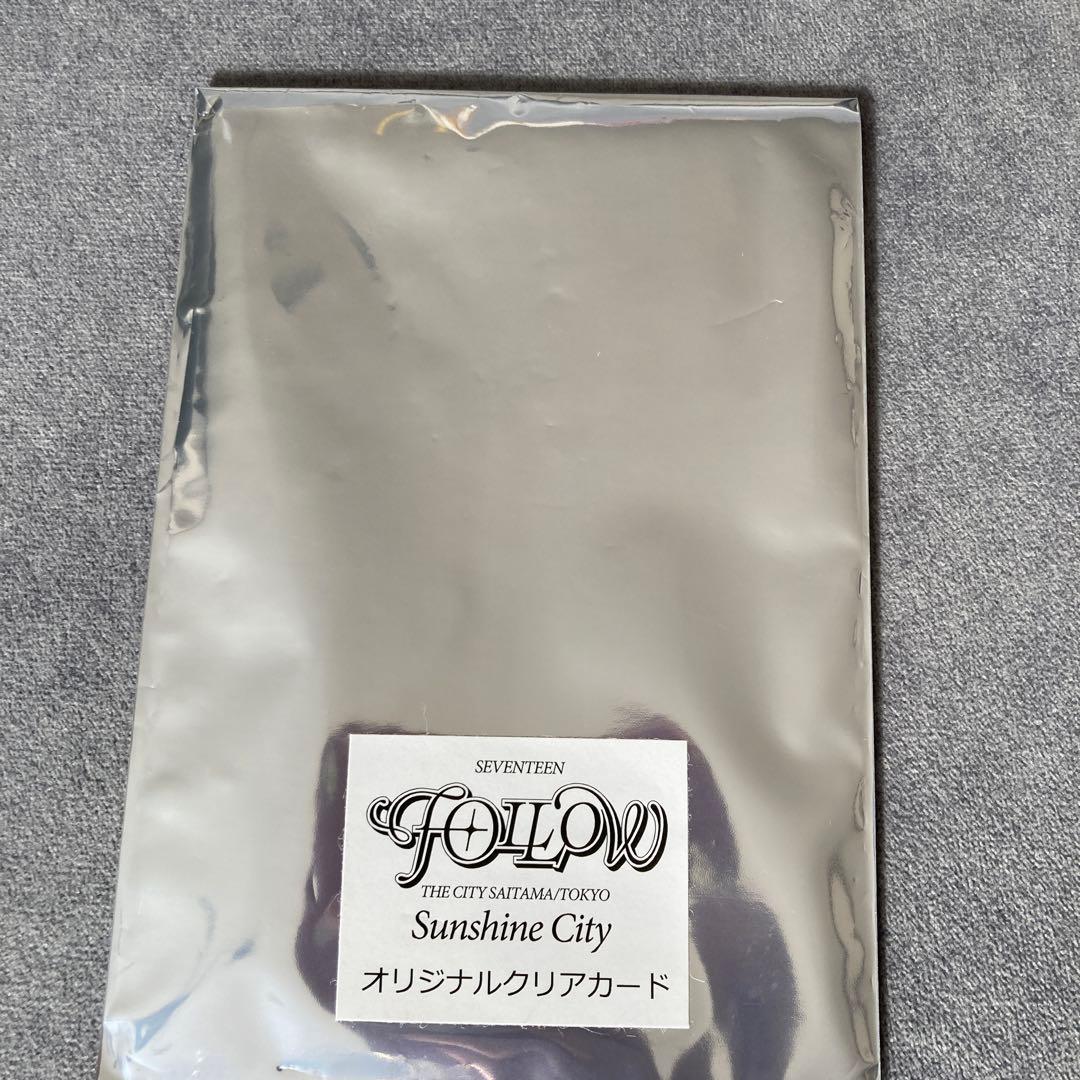 SEVENTEEN
FOLLOW
THE CITY SAITAMA/TOKYO
Sunshine City
オリジナルクリアカード